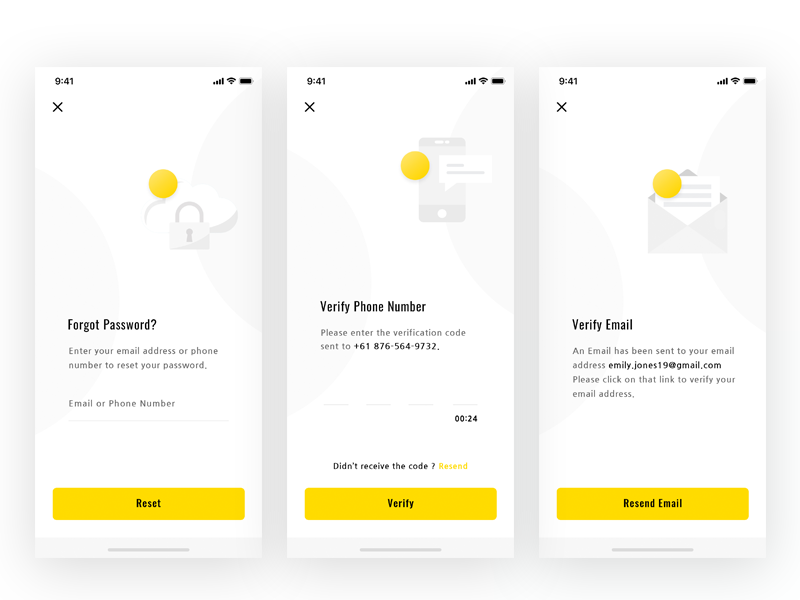 9:41
Forgot Password?
Enter your email address or phone
number to reset your password.
Email or Phone Number
Reset
9:41
Verify Phone Number
Please enter the verification code
sent to +61 876-564-9732.
00:24
Didn't receive the code ? Resend
Verify
9:41
Verify Email
An Email has been sent to your email
address emily.jones19@gmail.com
Please click on that link to verify your
email address.
Resend Email